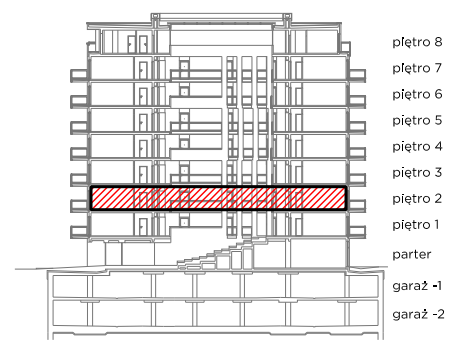 piętro 8
piętro 7
piętro 6
piętro 5
piętro 4
piętro 3
piętro 2
piętro 1
parter
garaż -1
garaż -2